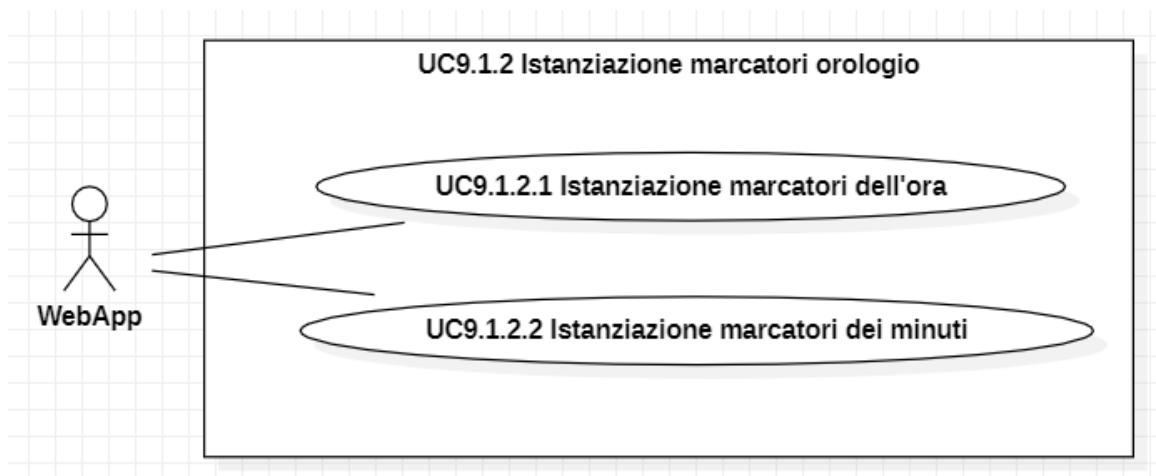 UC9.1.2 Istanziazione marcatori orologio
UC9.1.2.1 Istanziazione marcatori dell'ora
WebApp
UC9.1.2.2 Istanziazione marcatori dei minuti